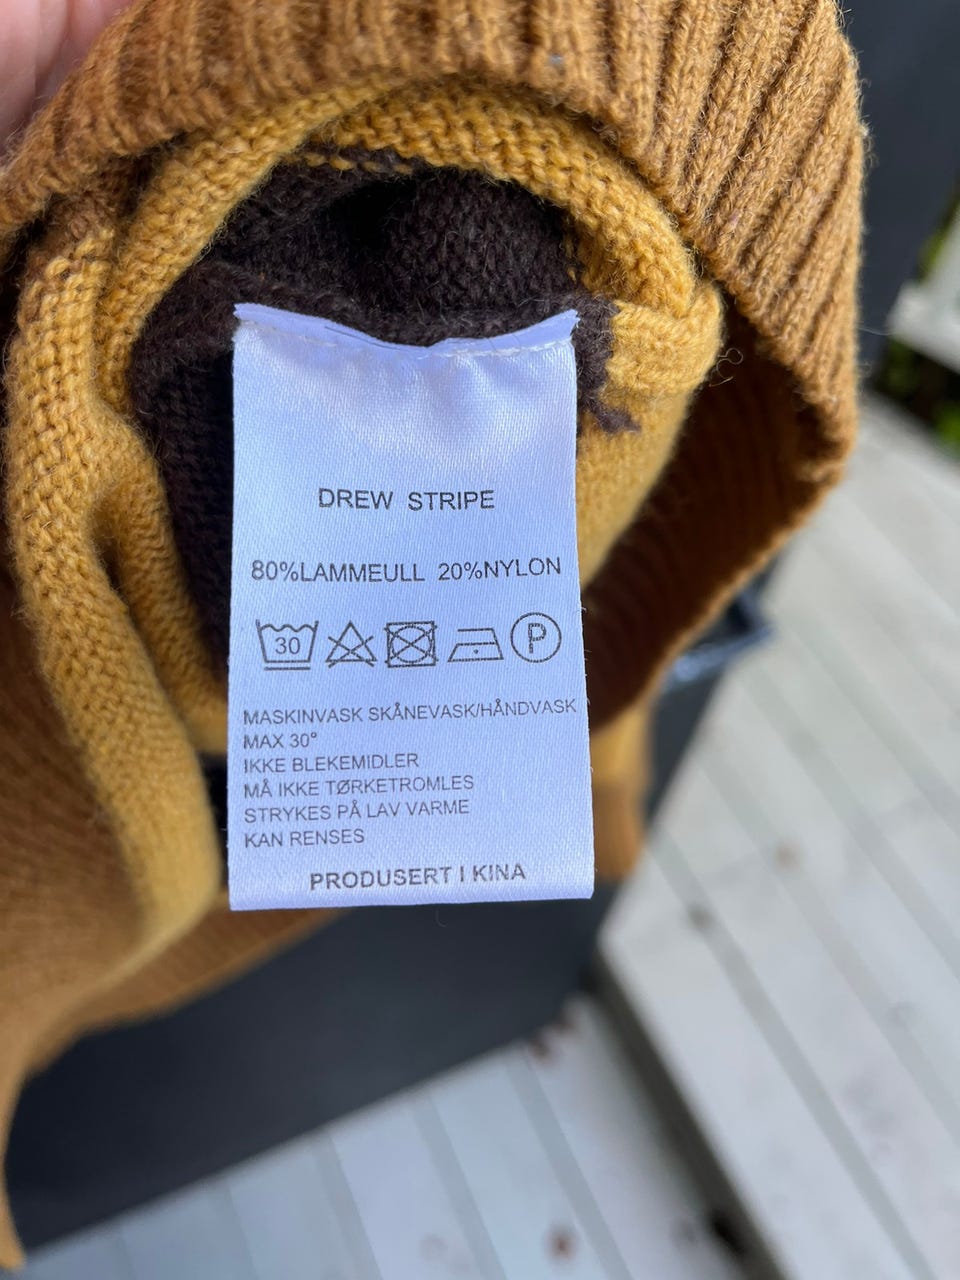 DREW STRIPE
80%LAMMEULL 20%NYLON
30 P
MASKINVASK SKÅNEVASK/HÅNDVASK
MAX 30°
IKKE BLEKEMIDLER
MÅ IKKE TØRKETROMLES
STRYKES PÅ LAV VARME
KAN RENSES
PRODUSERT I KINA